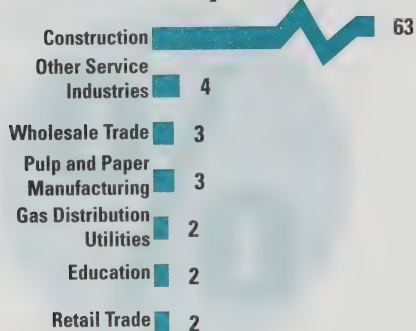 Construction 63
Other Service
Industries 4
Wholesale Trade 3
Pulp and Paper
Manufacturing 3
Gas Distribution
Utilities 2
Education 2
Retail Trade 2